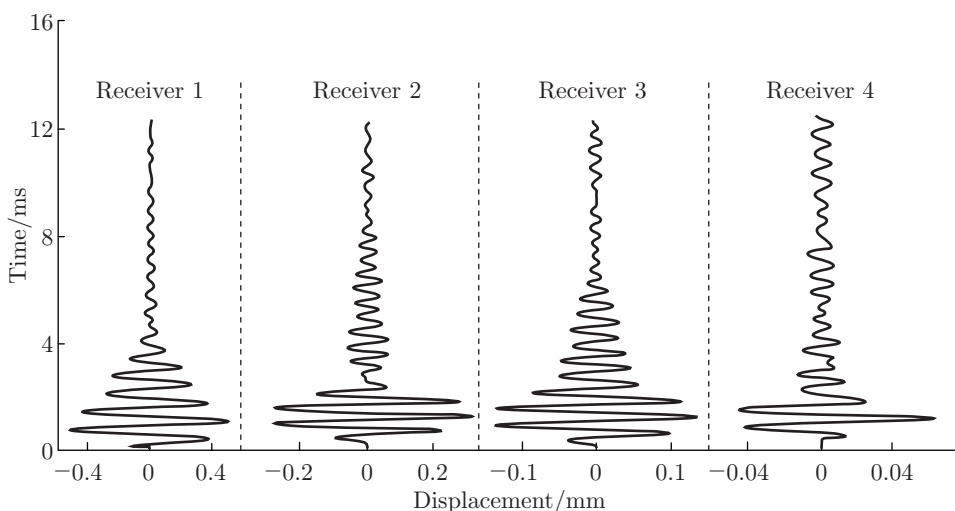 16
12
8
4
0
Time/ms
Receiver 1 Receiver 2 Receiver 3 Receiver 4
−0.4 0 0.4 −0.2 0 0.2 −0.1 0 0.1 −0.04 0 0.04
Displacement/mm